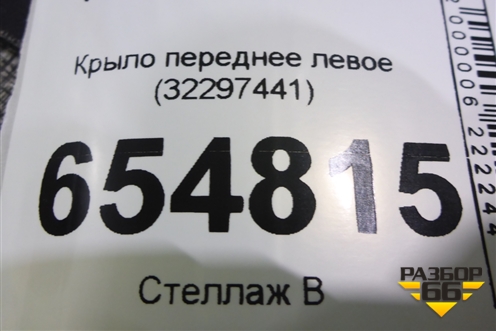 Крыло переднее левое
(32297441)
654815
Стеллаж В
РАЗБОР
66